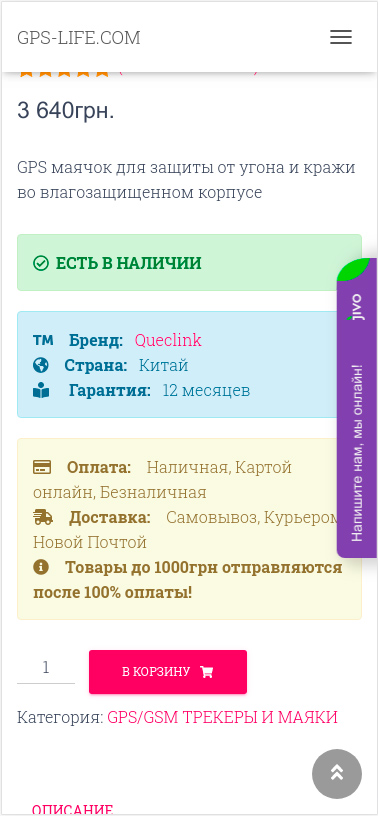 GPS-LIFE.COM
3 640грн.
GPS маячок для защиты от угона и кражи
во влагозащищенном корпусе
ЕСТЬ В НАЛИЧИИ
TM Бренд: Queclink
Страна: Китай
Гарантия: 12 месяцев
Оплата: Наличная, Картой
онлайн, Безналичная
Доставка: Самовывоз, Курьером
Новой Почтой
Товары до 1000грн отправляются
после 100% оплаты!
jivo
Напишите нам, мы онлайн!
1
В КОРЗИНУ
Категория: GPS/GSM ТРЕКЕРЫ И МАЯКИ
ОПИСАНИЕ